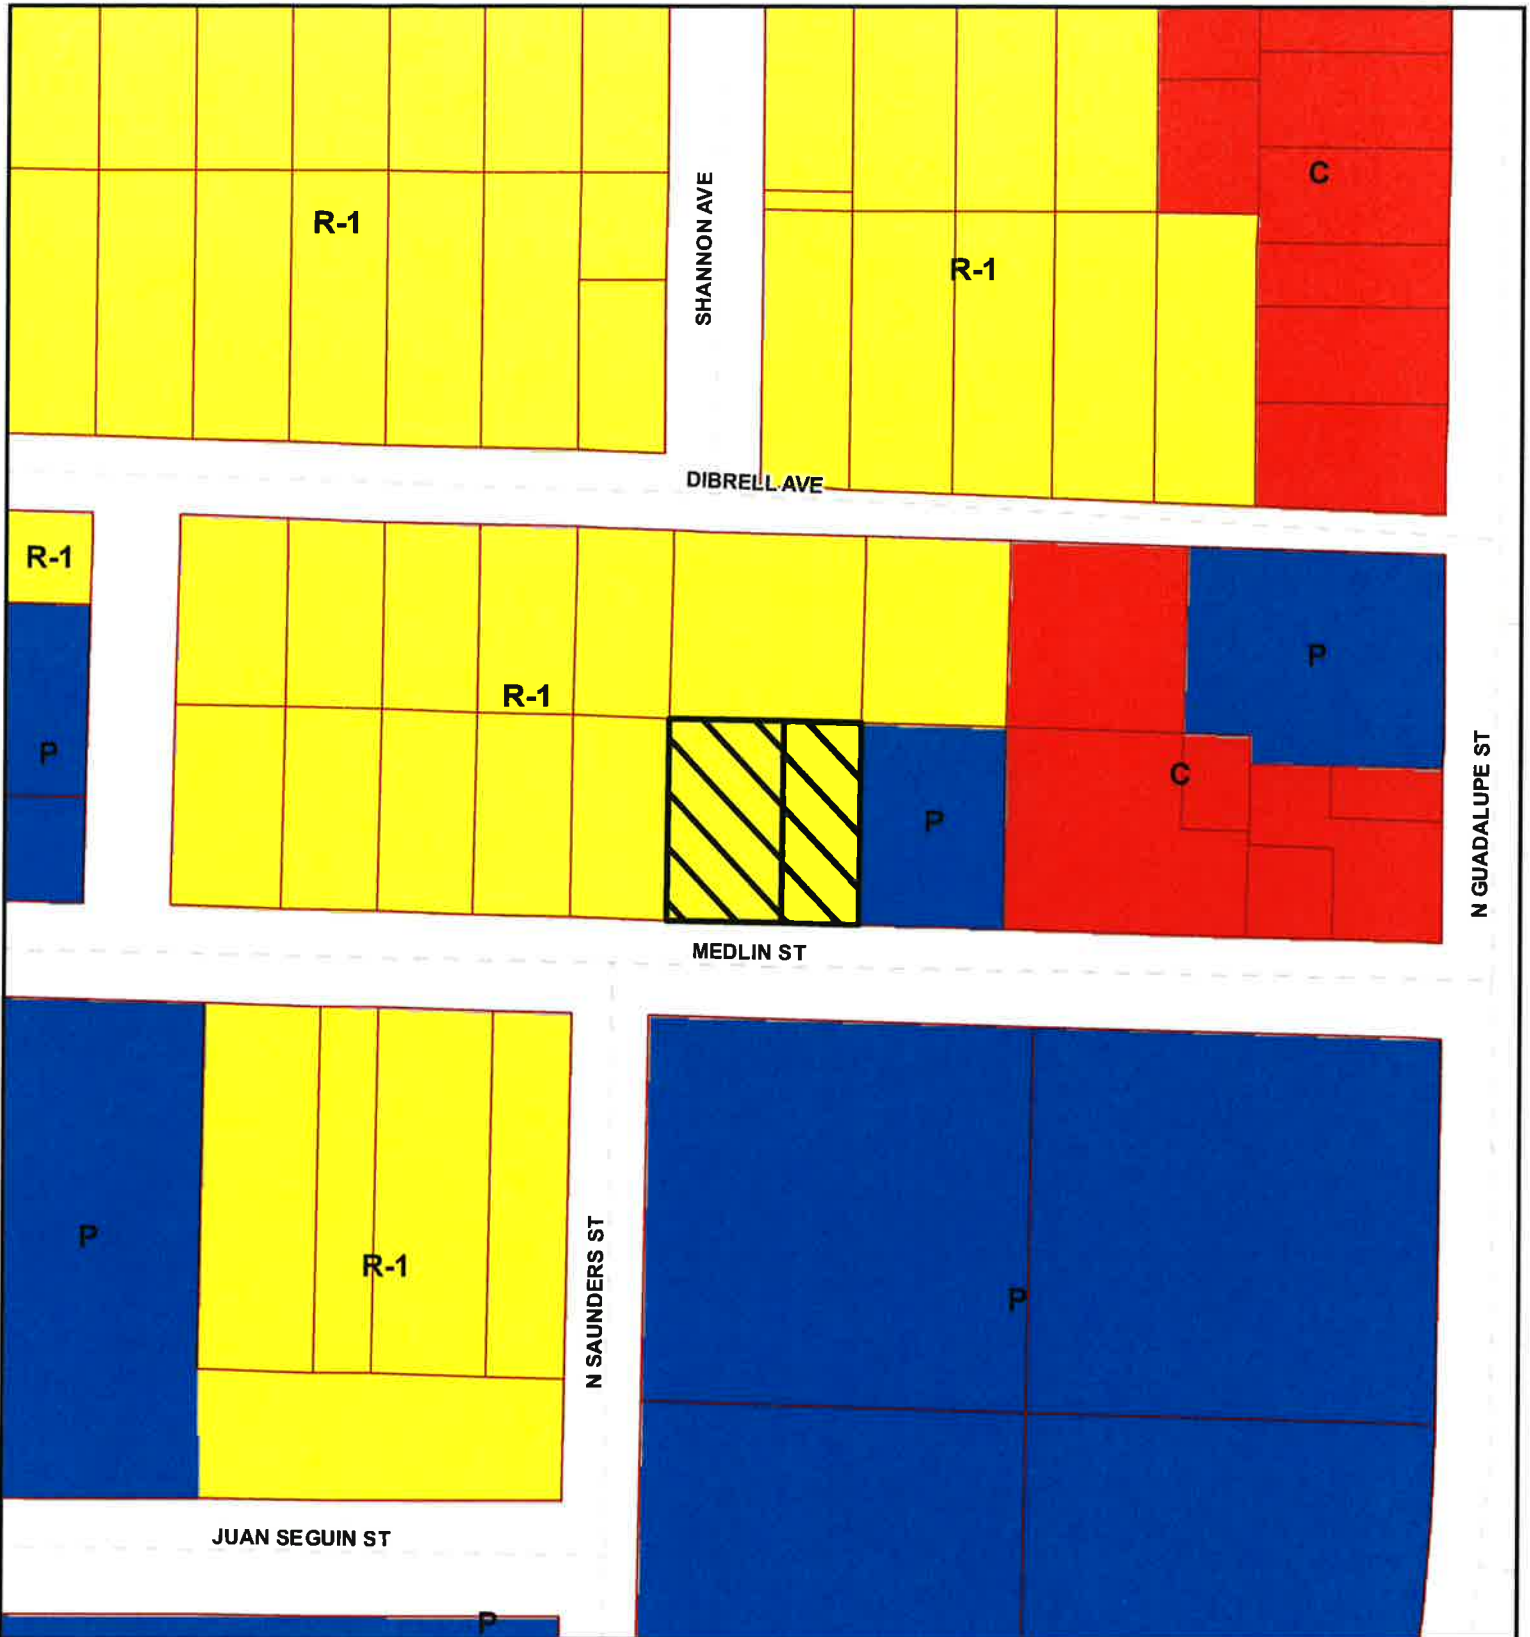 C
R-1
SHANNON AVE
R-1
DIBRELL AVE
R-1
P
R-1
P
C
P
N GUADALUPE ST
MEDLIN ST
P
R-1
N SAUNDERS ST
P
JUAN SEGUIN ST
P